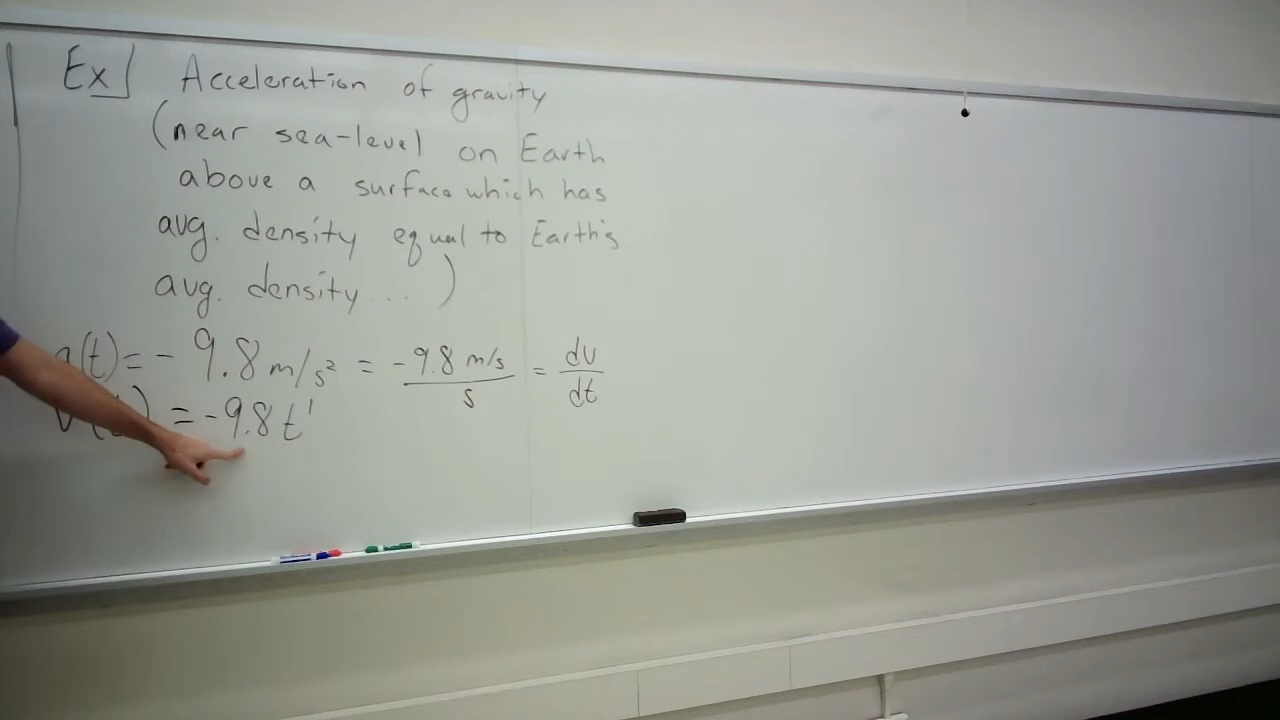 Ex] Acceleration of gravity
(near sea-level on Earth
above a surface which has
avg. density equal to Earth's
avg. density...)
a(t) = - 9.8 m/s² = -9.8 m/s / s = dv/dt
v(t) = -9.8 t¹